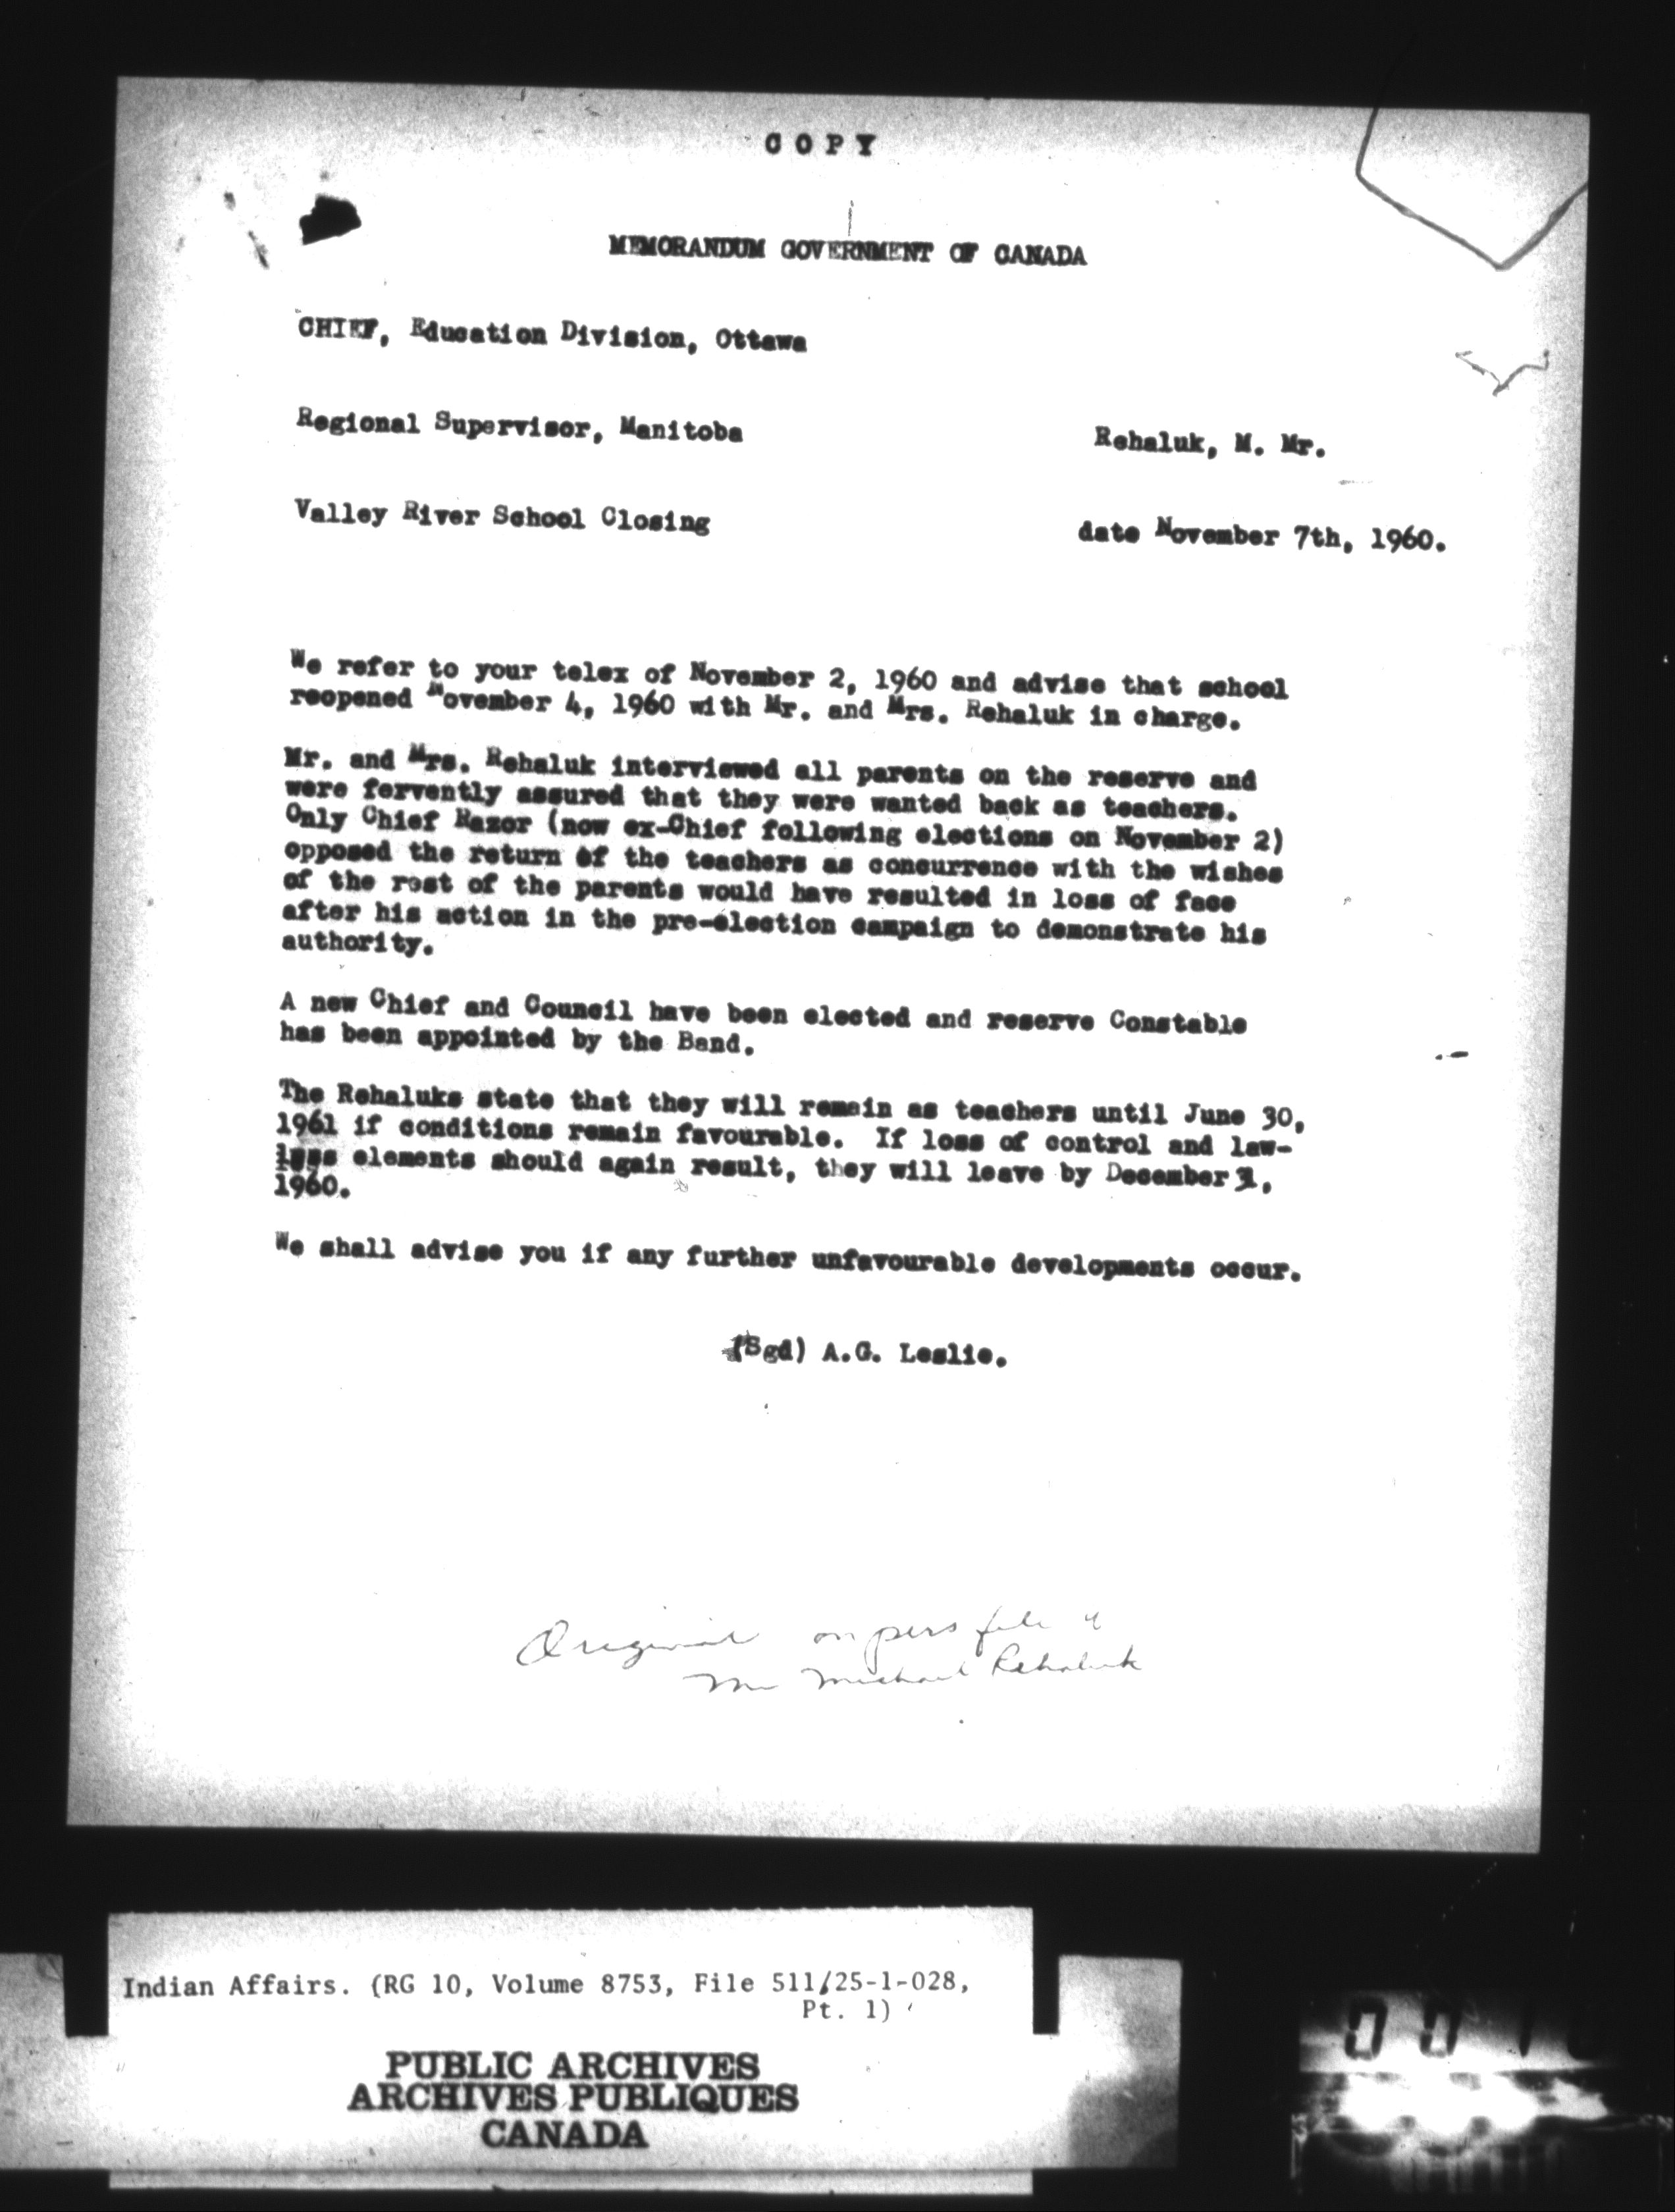 COPY
MEMORANDUM GOVERNMENT OF CANADA
CHIEF, Education Division, Ottawa
Regional Supervisor, Manitoba
Rehaluk, M. Mr.
Valley River School Closing
date November 7th, 1960.
We refer to your telex of November 2, 1960 and advise that school
reopened November 4, 1960 with Mr. and Mrs. Rehaluk in charge.
Mr. and Mrs. Rehaluk interviewed all parents on the reserve and
were fervently assured that they were wanted back as teachers.
Only Chief Razor (now ex-Chief following elections on November 2)
opposed the return of the teachers as concurrence with the wishes
of the rest of the parents would have resulted in loss of face
after his action in the pre-election campaign to demonstrate his
authority.
A new Chief and Council have been elected and reserve Constable
has been appointed by the Band.
The Rehaluks state that they will remain as teachers until June 30,
1961 if conditions remain favourable. If loss of control and law-
less elements should again result, they will leave by December
1960.
We shall advise you if any further unfavourable developments occur.
(Sgd) A.G. Leslie.
Original on pers file of
Mr Michael Rehaluk
Indian Affairs. (RG 10, Volume 8753, File 511/25-1-028,
Pt. 1)
PUBLIC ARCHIVES
ARCHIVES PUBLIQUES
CANADA